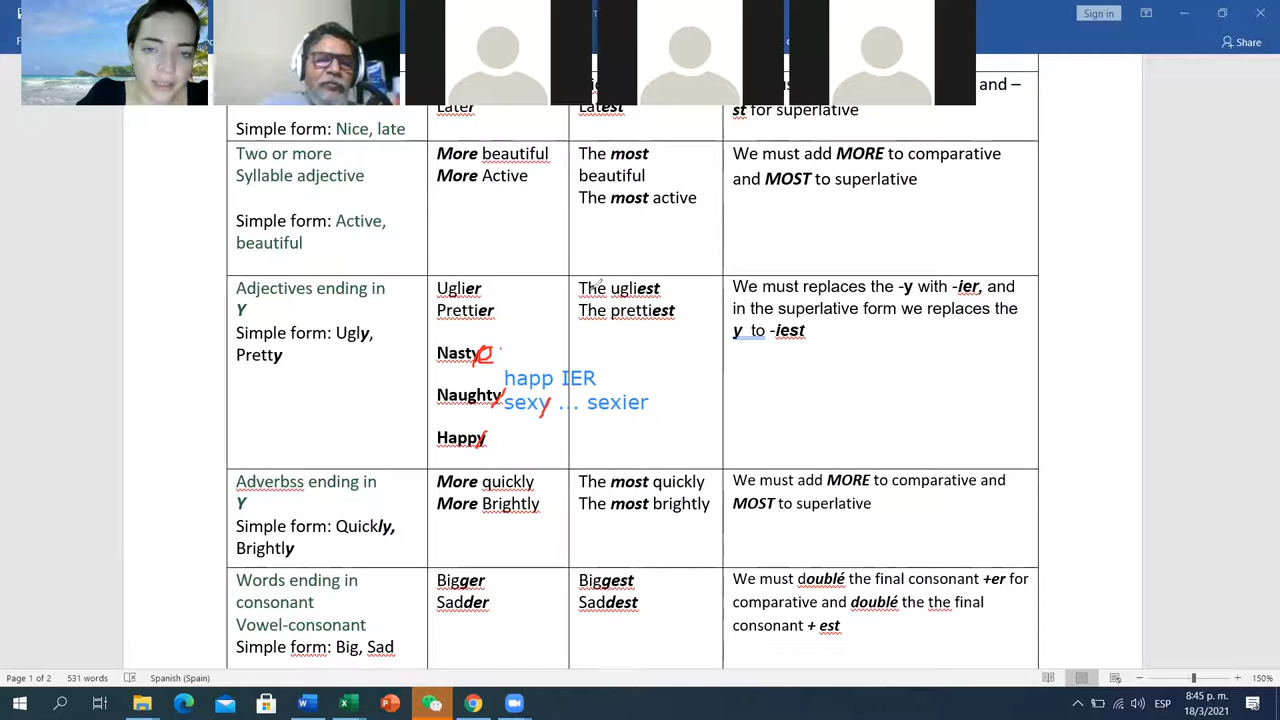 Sign in
Share
and –
Later
Latest
st for superlative
Simple form: Nice, late
Two or more
Syllable adjective
Simple form: Active,
beautiful
More beautiful
More Active
The most
beautiful
The most active
We must add MORE to comparative
and MOST to superlative
Adjectives ending in
Y
Simple form: Ugly,
Pretty
Uglier
Prettier
Nasty
Naughty
Happy
happ IER
sexy ... sexier
The ugliest
The prettiest
We must replaces the -y with -ier, and
in the superlative form we replaces the
y to -iest
Adverbss ending in
Y
Simple form: Quickly,
Brightly
More quickly
More Brightly
The most quickly
The most brightly
We must add MORE to comparative and
MOST to superlative
Words ending in
consonant
Vowel-consonant
Simple form: Big, Sad
Bigger
Sadder
Biggest
Saddest
We must doublé the final consonant +er for
comparative and doublé the the final
consonant + est
Page 1 of 2 531 words Spanish (Spain) 150%
ESP
8:45 p. m.
18/3/2021